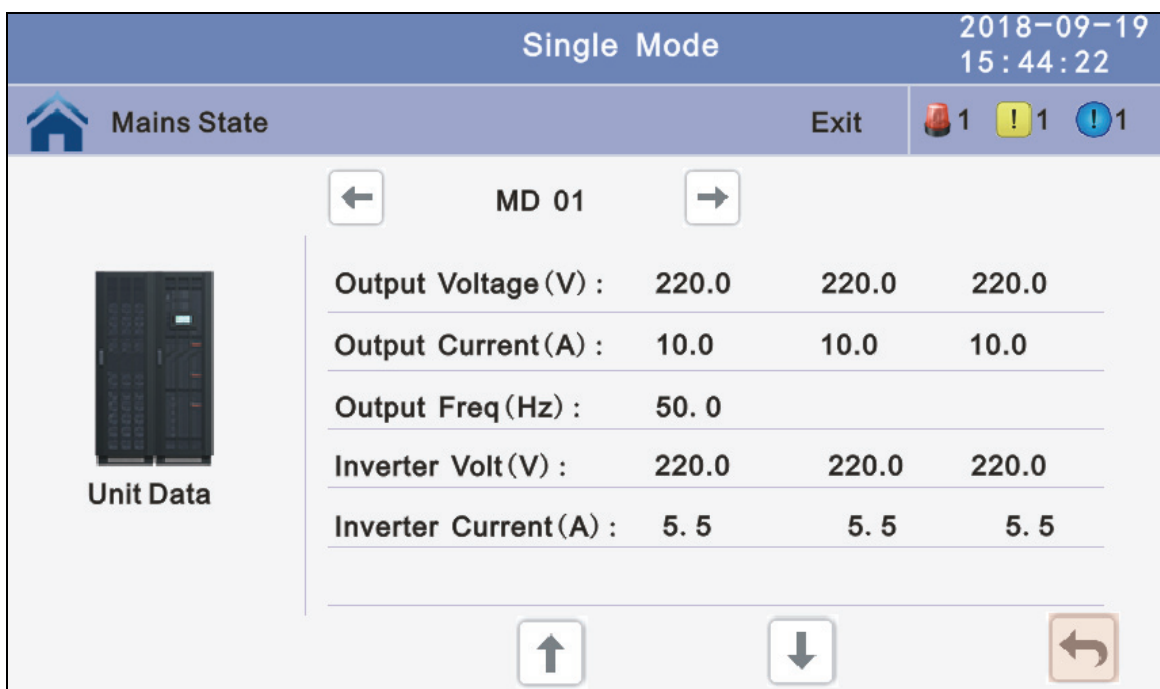 Single Mode
2018-09-19
15:44:22
Mains State
Exit
1
! 1
! 1
MD 01
Output Voltage(V) : 220.0 220.0 220.0
Output Current(A) : 10.0 10.0 10.0
Output Freq(Hz) : 50. 0
Inverter Volt(V) : 220.0 220.0 220.0
Inverter Current(A) : 5. 5 5. 5 5. 5
Unit Data